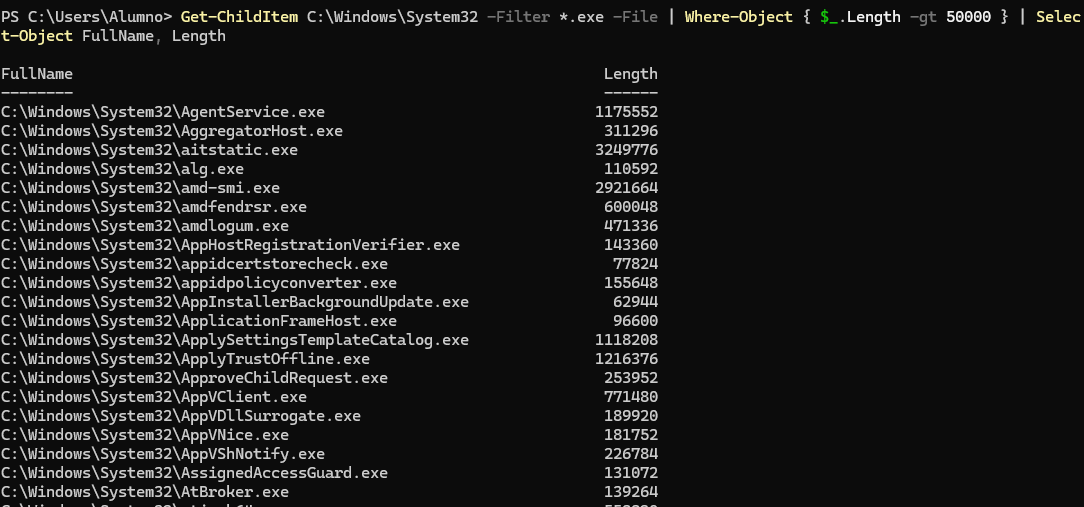 PS C:\Users\Alumno> Get-ChildItem C:\Windows\System32 -Filter *.exe -File | Where-Object { $_.Length -gt 50000 } | Selec
t-Object FullName, Length
FullName Length
-------- ------
C:\Windows\System32\AgentService.exe 1175552
C:\Windows\System32\AggregatorHost.exe 311296
C:\Windows\System32\aitstatic.exe 3249776
C:\Windows\System32\alg.exe 110592
C:\Windows\System32\amd-smi.exe 2921664
C:\Windows\System32\amdfendrsr.exe 600048
C:\Windows\System32\amdlogum.exe 471336
C:\Windows\System32\AppHostRegistrationVerifier.exe 143360
C:\Windows\System32\appidcertstorecheck.exe 77824
C:\Windows\System32\appidpolicyconverter.exe 155648
C:\Windows\System32\AppInstallerBackgroundUpdate.exe 62944
C:\Windows\System32\ApplicationFrameHost.exe 96600
C:\Windows\System32\ApplySettingsTemplateCatalog.exe 1118208
C:\Windows\System32\ApplyTrustOffline.exe 1216376
C:\Windows\System32\ApproveChildRequest.exe 253952
C:\Windows\System32\AppVClient.exe 771480
C:\Windows\System32\AppVDllSurrogate.exe 189920
C:\Windows\System32\AppVNice.exe 181752
C:\Windows\System32\AppVShNotify.exe 226784
C:\Windows\System32\AssignedAccessGuard.exe 131072
C:\Windows\System32\AtBroker.exe 139264